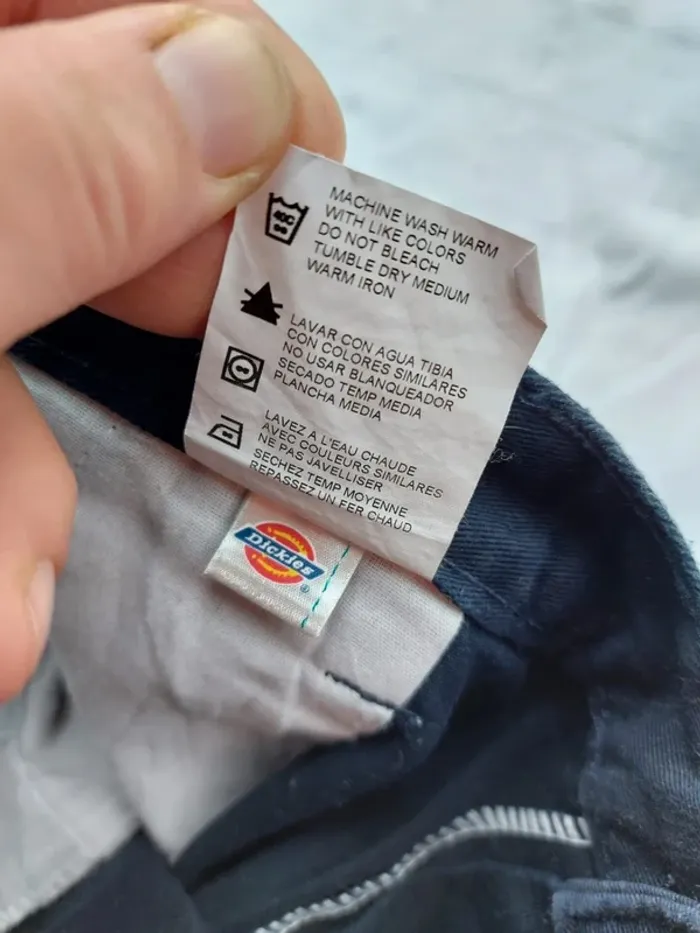 MACHINE WASH WARM
WITH LIKE COLORS
DO NOT BLEACH
TUMBLE DRY MEDIUM
WARM IRON
LAVAR CON AGUA TIBIA
CON COLORES SIMILARES
NO USAR BLANQUEADOR
SECADO TEMP MEDIA
PLANCHA MEDIA
LAVEZ A L'EAU CHAUDE
AVEC COULEURS SIMILARES
NE PAS JAVELLISER
SECHEZ TEMP MOYENNE
REPASSEZ UN FER CHAUD
Dickies ®